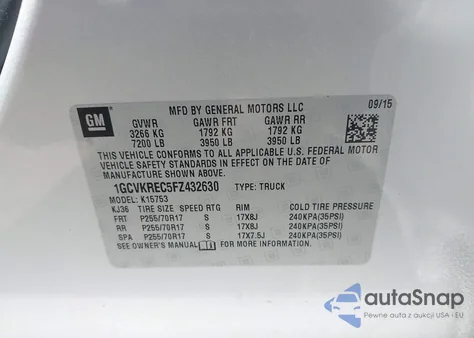 MFD BY GENERAL MOTORS LLC 09/15
GM
GVWR GAWR FRT GAWR RR
3266 KG 1792 KG 1792 KG
7200 LB 3950 LB 3950 LB
THIS VEHICLE CONFORMS TO ALL APPLICABLE U.S. FEDERAL MOTOR
VEHICLE SAFETY STANDARDS IN EFFECT ON THE DATE OF
MANUFACTURE SHOWN ABOVE.
1GCVKREC5FZ432630 TYPE: TRUCK
MODEL: K15753
KJ36 TIRE SIZE SPEED RTG RIM COLD TIRE PRESSURE
FRT P255/70R17 S 17X8J 240KPA(35PSI)
RR P255/70R17 S 17X8J 240KPA(35PSI)
SPA P255/70R17 S 17X7.5J 240KPA(35PSI)
SEE OWNER'S MANUAL FOR MORE INFORMATION.
autoSnap
Pewne auta z aukcji USA - EU